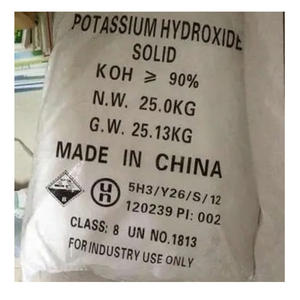 POTASSIUM HYDROXIDE
SOLID
KOH ≥ 90%
N.W. 25.0KG
G.W. 25.13KG
MADE IN CHINA
5H3/Y26/S/12
120239 PI: 002
CLASS: 8 UN NO.1813
FOR INDUSTRY USE ONLY